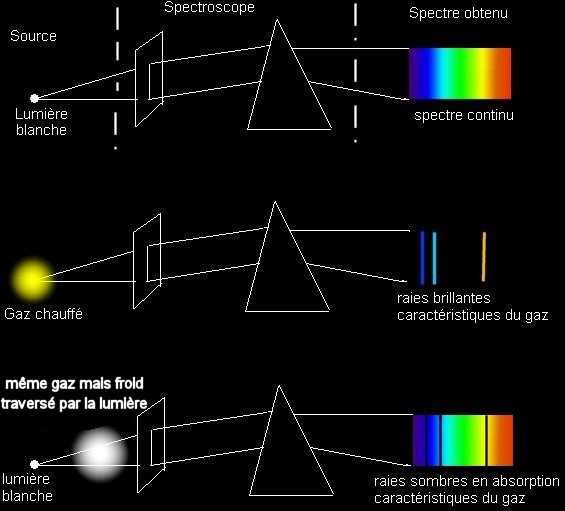 Source
Spectroscope
Spectre obtenu
Lumière
blanche
spectre continu
Gaz chauffé
raies brillantes
caractéristiques du gaz
même gaz mais froid
traversé par la lumière
lumière
blanche
raies sombres en absorption
caractéristiques du gaz